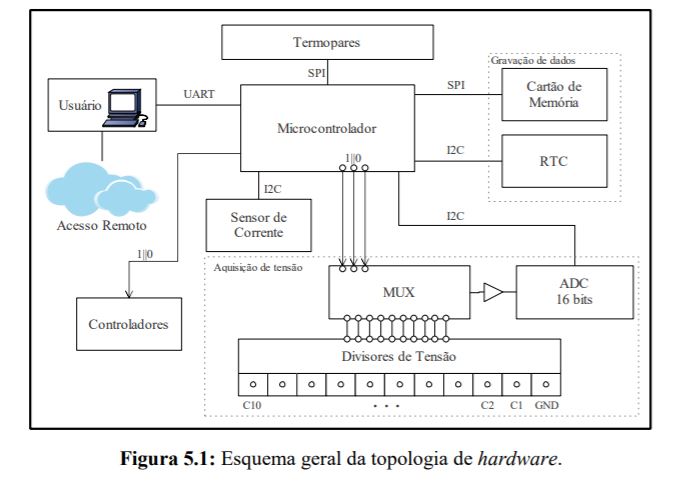 Termopares
SPI
Gravação de dados
Usuário
UART
Microcontrolador
SPI
Cartão de
Memória
1||0
I2C
RTC
Acesso Remoto
I2C
Sensor de
Corrente
I2C
1||0
Aquisição de tensão
Controladores
MUX
ADC
16 bits
Divisores de Tensão
C10
. . .
C2
C1
GND
Figura 5.1: Esquema geral da topologia de hardware.